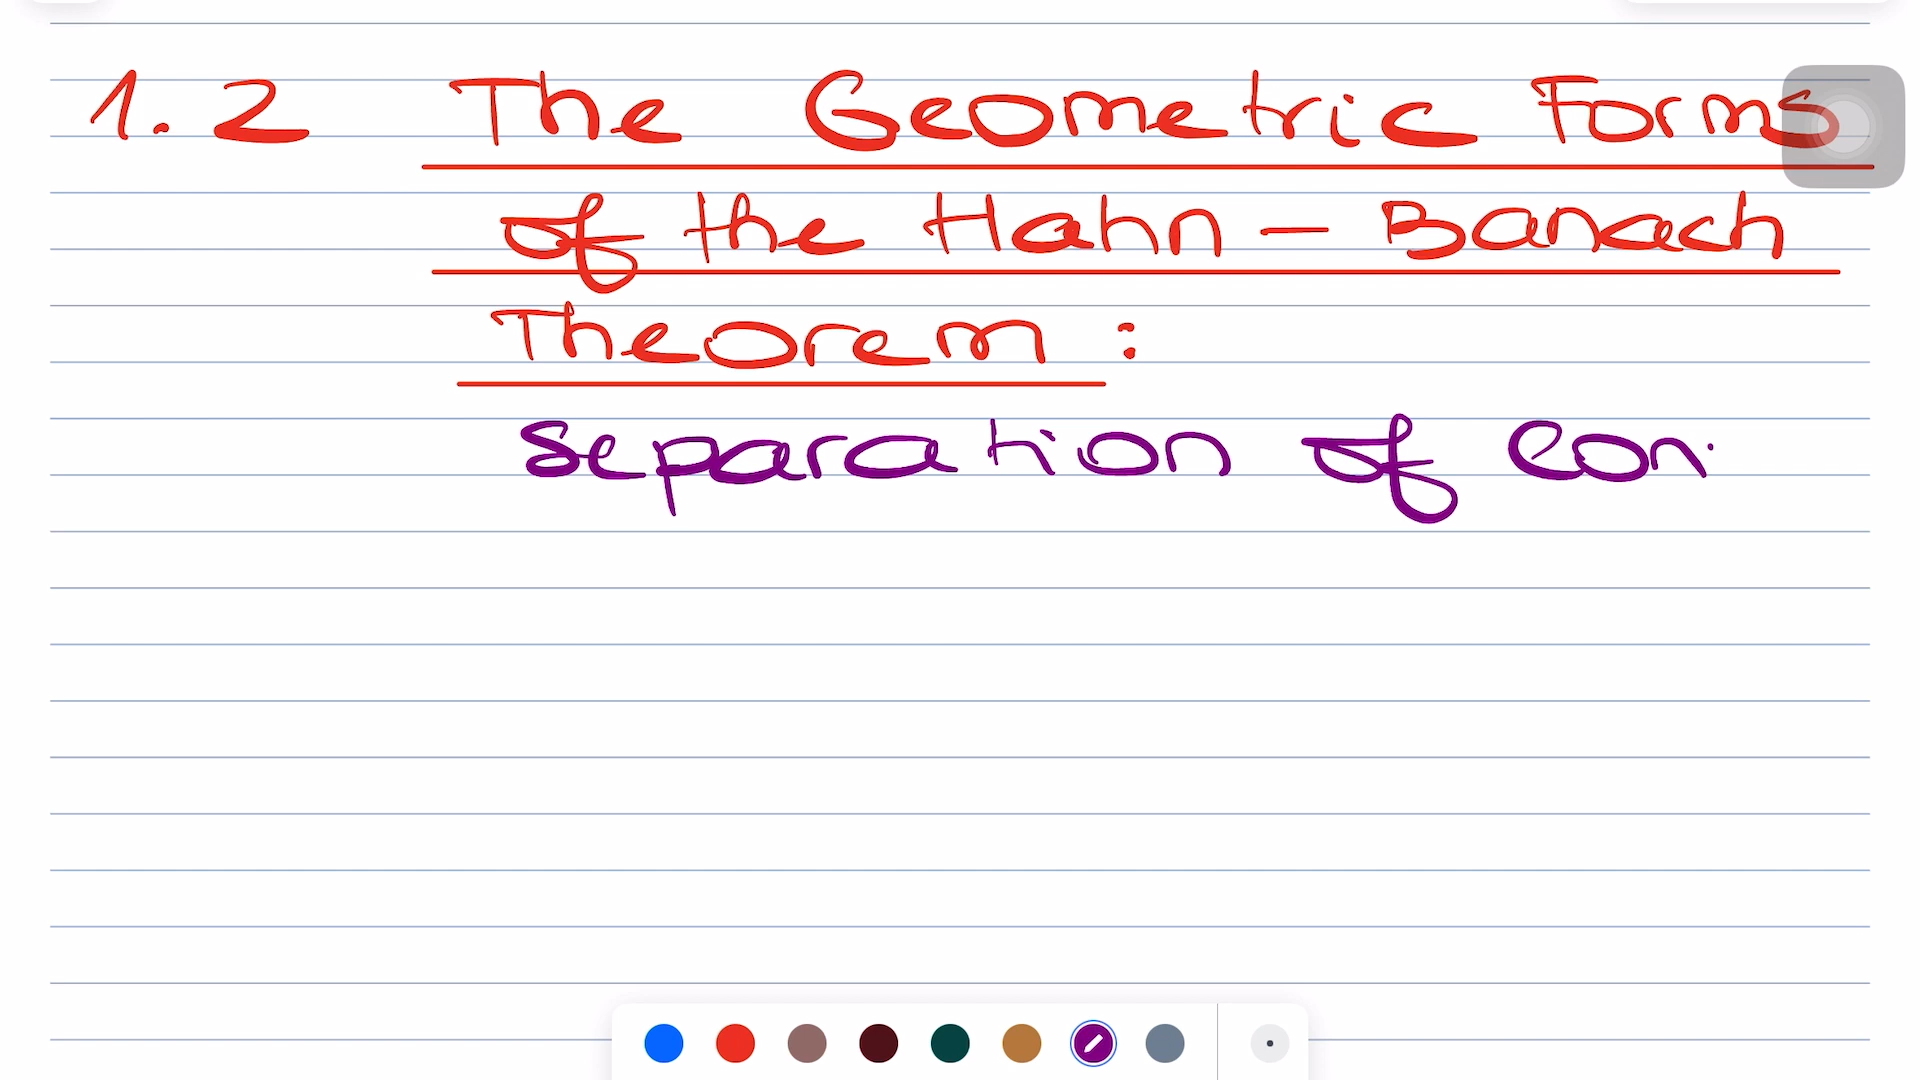 1.2 The Geometric Forms
of the Hahn - Banach
Theorem :
Separation of con